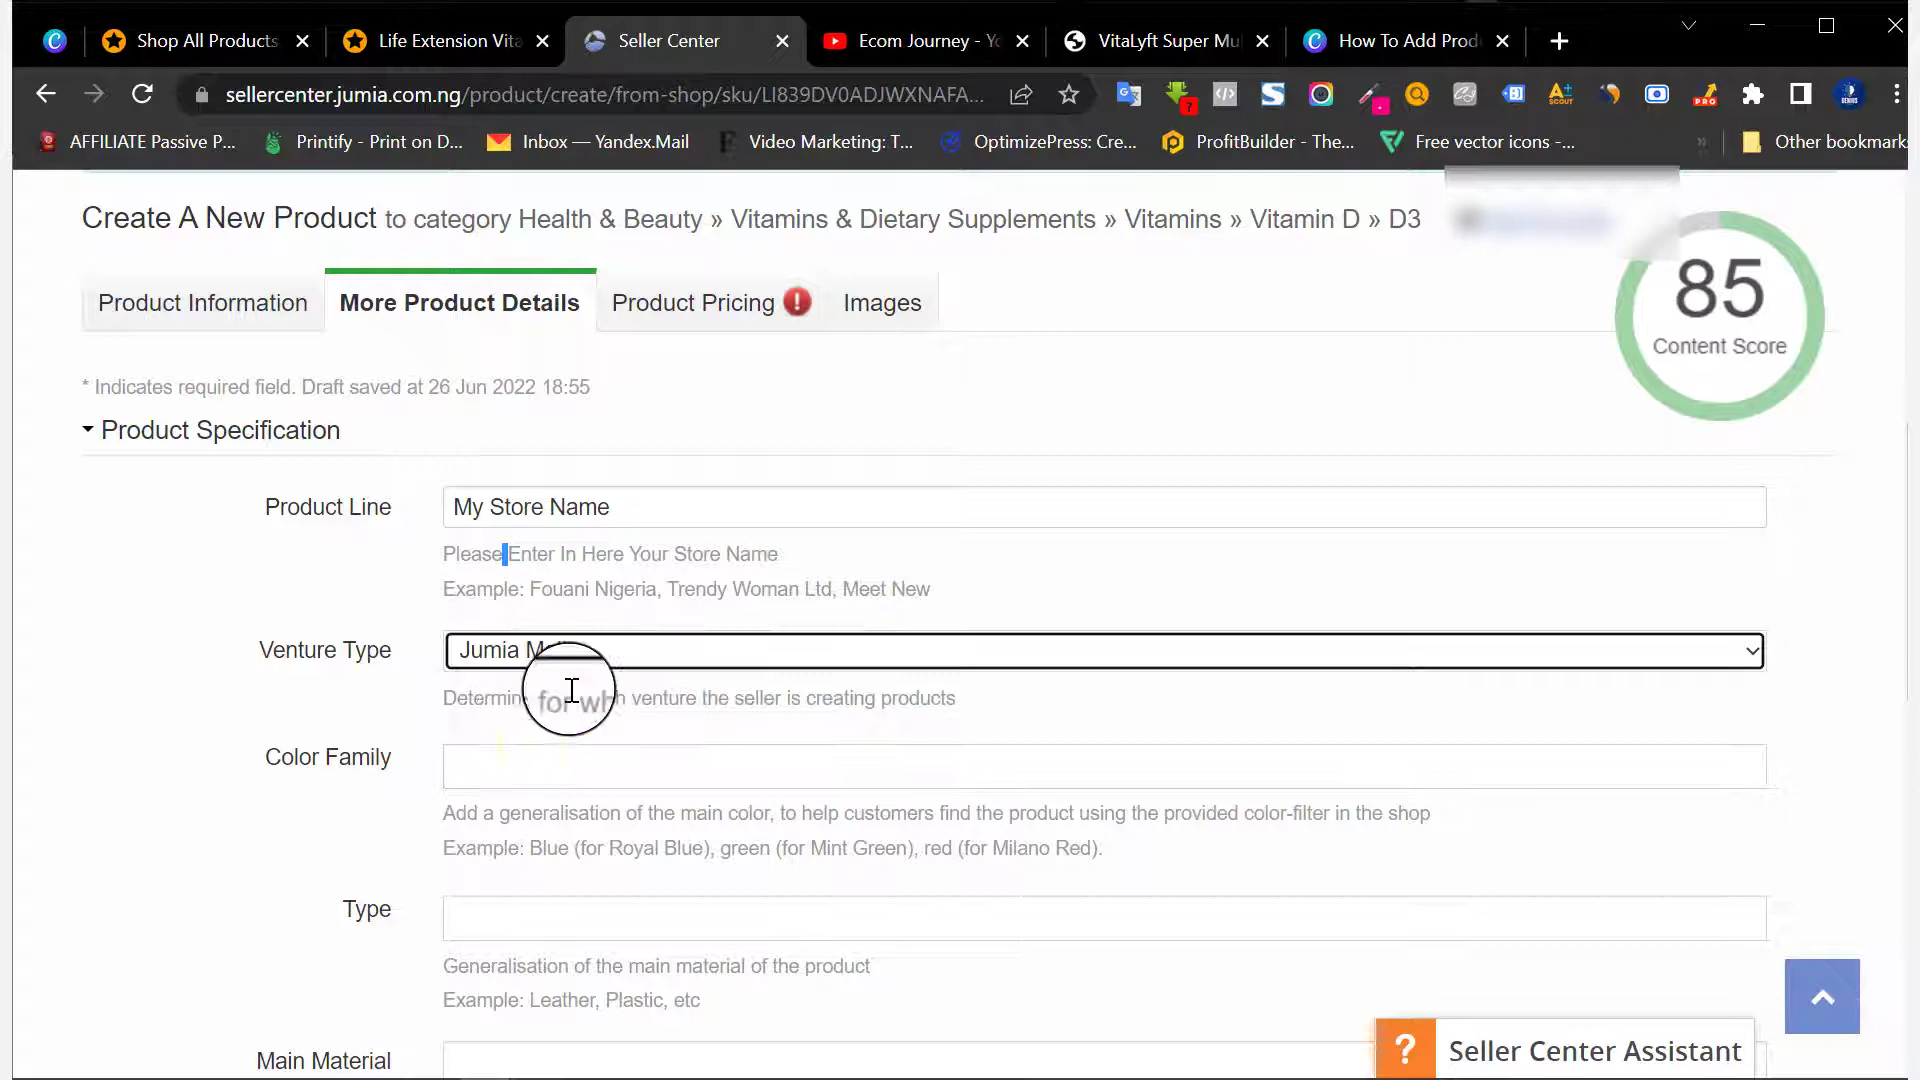 Shop All Products
Life Extension Vita
Seller Center
Ecom Journey - Yo
VitaLyft Super Mu
How To Add Prod
sellercenter.jumia.com.ng/product/create/from-shop/sku/LI839DV0ADJWXNAFA...
AFFILIATE Passive P...
Printify - Print on D...
Inbox — Yandex.Mail
Video Marketing: T...
OptimizePress: Cre...
ProfitBuilder - The...
Free vector icons -...
Other bookmarks
Create A New Product to category Health & Beauty » Vitamins & Dietary Supplements » Vitamins » Vitamin D » D3
85
Content Score
Product Information
More Product Details
Product Pricing
Images
* Indicates required field. Draft saved at 26 Jun 2022 18:55
Product Specification
Product Line
My Store Name
Please Enter In Here Your Store Name
Example: Fouani Nigeria, Trendy Woman Ltd, Meet New
Venture Type
Jumia
Determin for wh h venture the seller is creating products
Color Family
Add a generalisation of the main color, to help customers find the product using the provided color-filter in the shop
Example: Blue (for Royal Blue), green (for Mint Green), red (for Milano Red).
Type
Generalisation of the main material of the product
Example: Leather, Plastic, etc
Main Material
? Seller Center Assistant